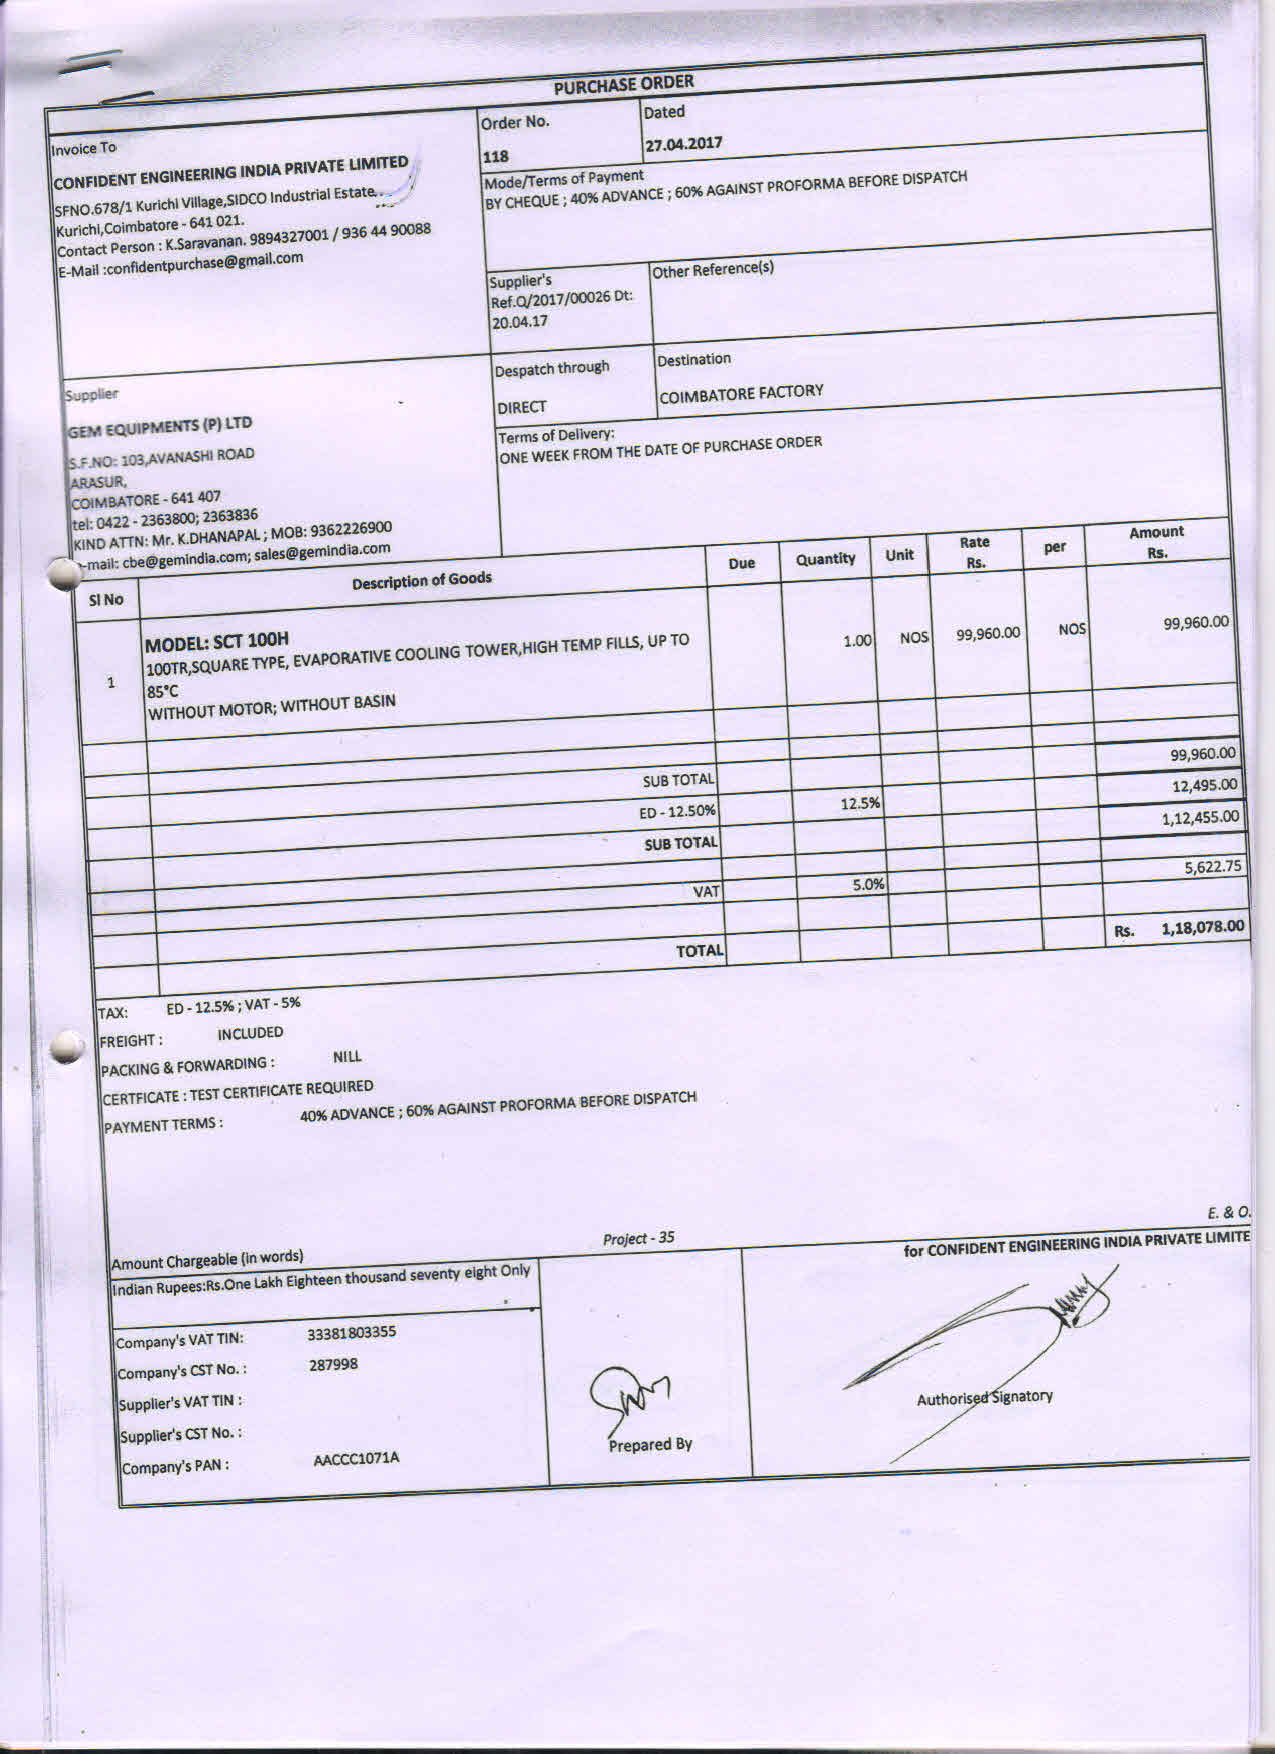 PURCHASE ORDER
Invoice To
CONFIDENT ENGINEERING INDIA PRIVATE LIMITED
SFNO.678/1 Kurichi Village,SIDCO Industrial Estate,
Kurichi,Coimbatore - 641 021.
Contact Person : K.Saravanan. 9894327001 / 936 44 90088
E-Mail :confidentpurchase@gmail.com
Order No.
118
Dated
27.04.2017
Mode/Terms of Payment
BY CHEQUE ; 40% ADVANCE ; 60% AGAINST PROFORMA BEFORE DISPATCH
Supplier's
Ref.Q/2017/00026 Dt:
20.04.17
Other Reference(s)
Despatch through
DIRECT
Destination
COIMBATORE FACTORY
Terms of Delivery:
ONE WEEK FROM THE DATE OF PURCHASE ORDER
Supplier
GEM EQUIPMENTS (P) LTD
S.F.NO: 103,AVANASHI ROAD
ARASUR,
COIMBATORE - 641 407
tel: 0422 - 2363800; 2363836
KIND ATTN: Mr. K.DHANAPAL ; MOB: 9362226900
-mail: cbe@gemindia.com; sales@gemindia.com
Sl No Description of Goods Due Quantity Unit Rate Rs. per Amount Rs.
1 MODEL: SCT 100H 1.00 NOS 99,960.00 NOS 99,960.00
100TR,SQUARE TYPE, EVAPORATIVE COOLING TOWER,HIGH TEMP FILLS, UP TO
85°C
WITHOUT MOTOR; WITHOUT BASIN
SUB TOTAL 99,960.00
ED - 12.50% 12.5% 12,495.00
SUB TOTAL 1,12,455.00
VAT 5.0% 5,622.75
TOTAL Rs. 1,18,078.00
TAX: ED - 12.5% ; VAT - 5%
FREIGHT : INCLUDED
PACKING & FORWARDING : NILL
CERTFICATE : TEST CERTIFICATE REQUIRED
PAYMENT TERMS : 40% ADVANCE ; 60% AGAINST PROFORMA BEFORE DISPATCH
E. & O.
Amount Chargeable (in words) Project - 35
Indian Rupees:Rs.One Lakh Eighteen thousand seventy eight Only
for CONFIDENT ENGINEERING INDIA PRIVATE LIMITE
Company's VAT TIN: 33381803355
Company's CST No. : 287998
Supplier's VAT TIN :
Supplier's CST No. :
Company's PAN : AACCC1071A
Prepared By
Authorised Signatory